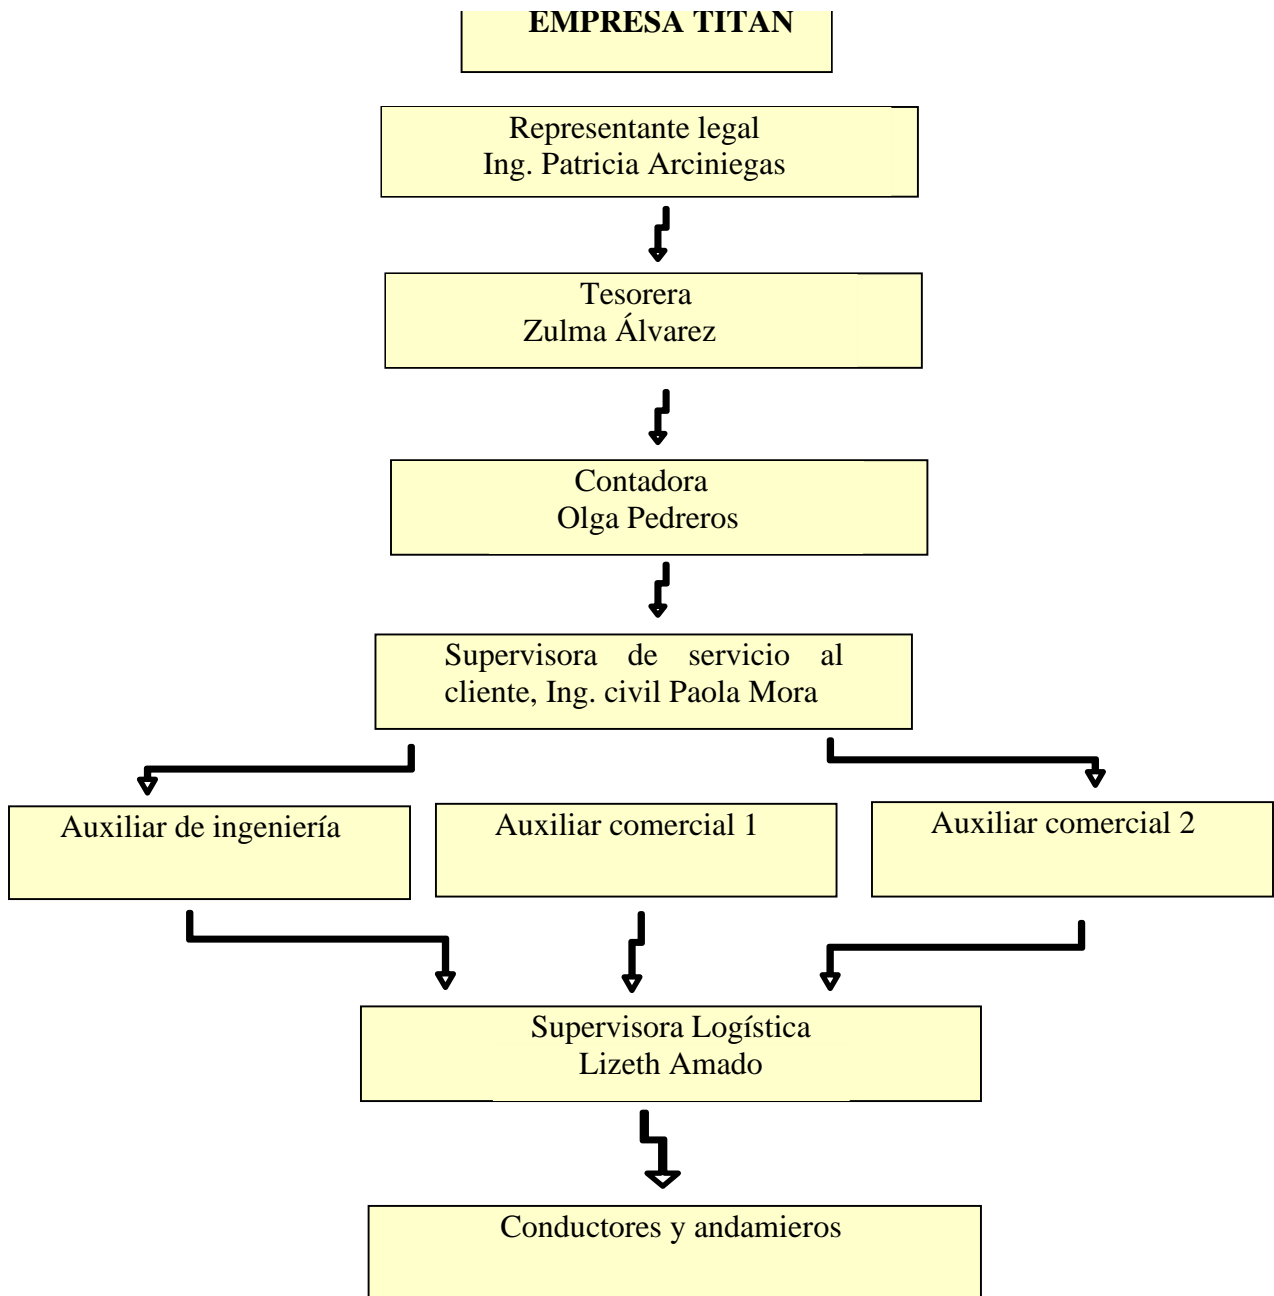 EMPRESA TITAN
Representante legal
Ing. Patricia Arciniegas
Tesorera
Zulma Álvarez
Contadora
Olga Pedreros
Supervisora de servicio al
cliente, Ing. civil Paola Mora
Auxiliar de ingeniería
Auxiliar comercial 1
Auxiliar comercial 2
Supervisora Logística
Lizeth Amado
Conductores y andamieros